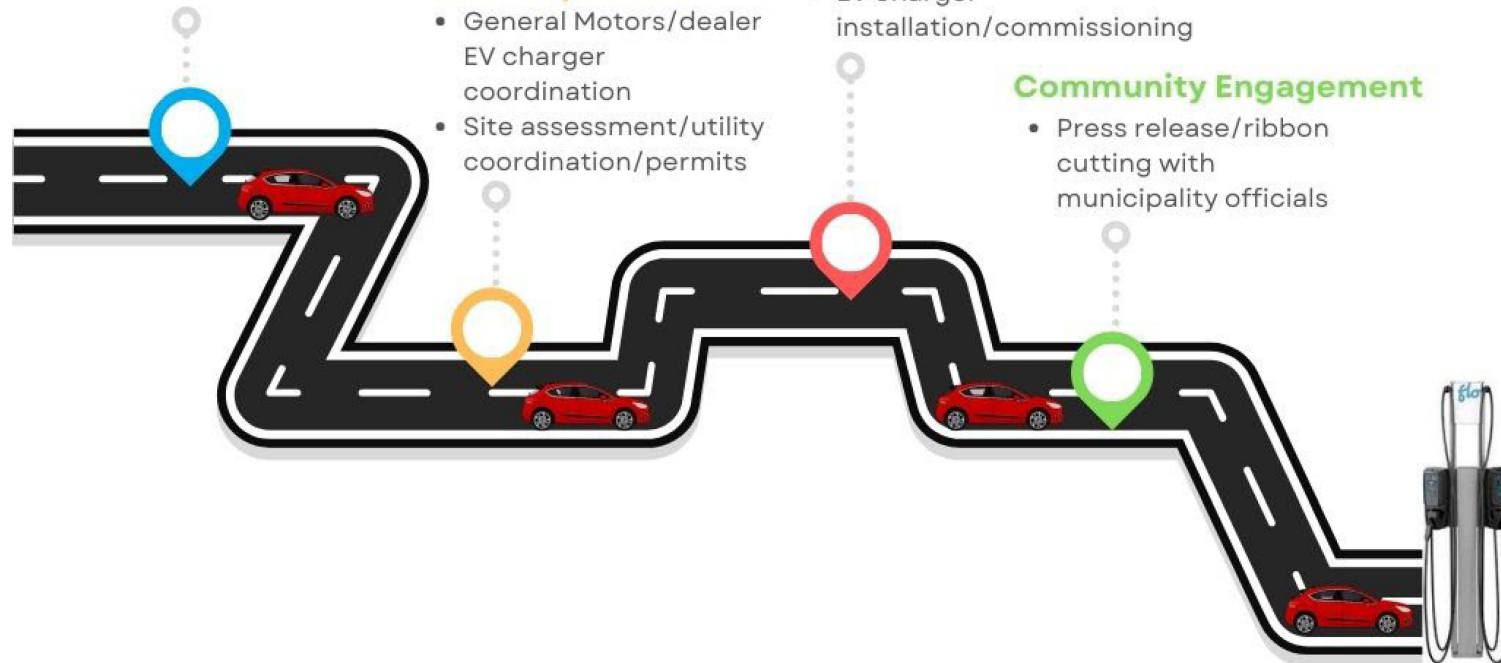 • General Motors/dealer
EV charger
coordination
• Site assessment/utility
coordination/permits
installation/commissioning
Community Engagement
• Press release/ribbon
cutting with
municipality officials
flo